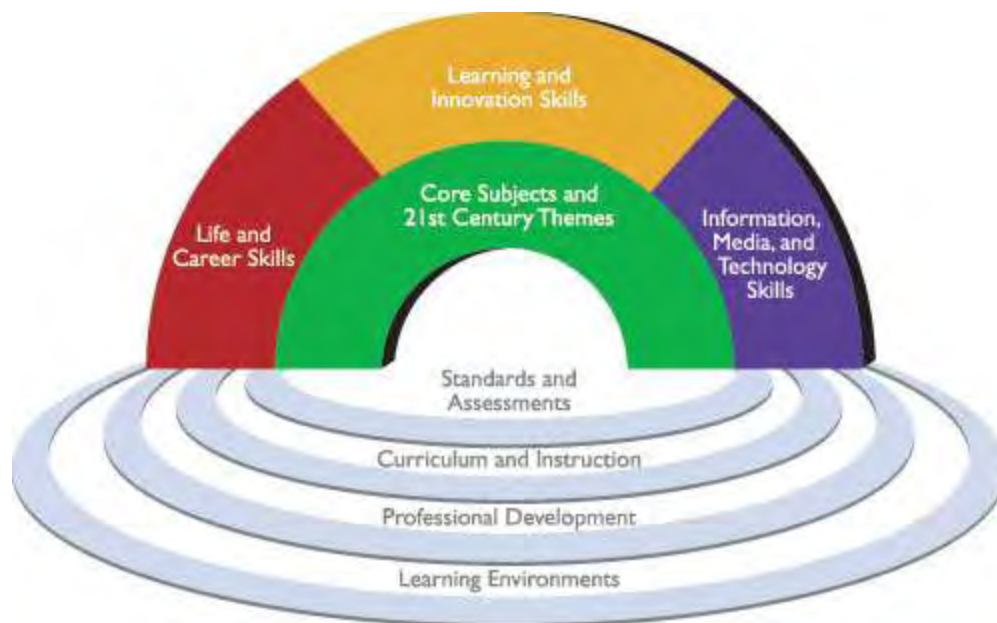 Learning and
Innovation Skills
Core Subjects and
21st Century Themes
Life and
Career Skills
Information,
Media, and
Technology
Skills
Standards and
Assessments
Curriculum and Instruction
Professional Development
Learning Environments